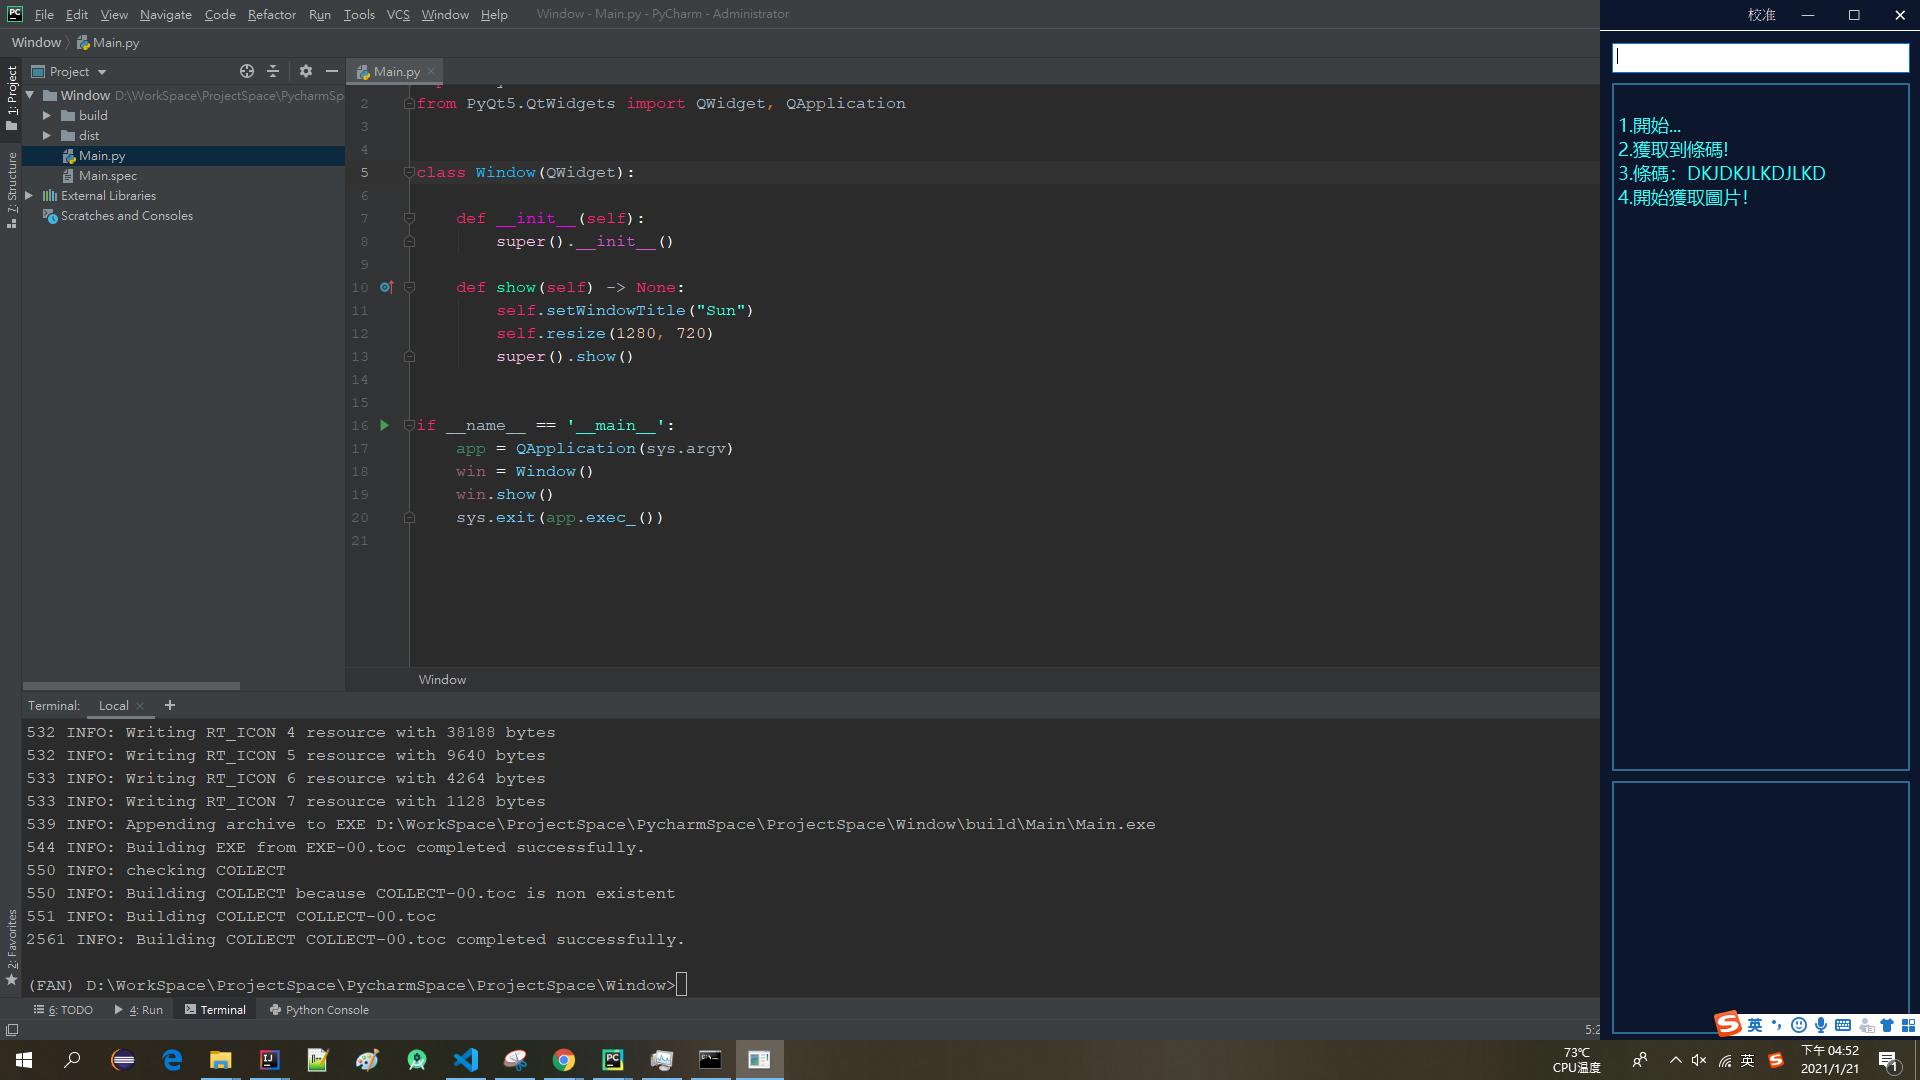 File Edit View Navigate Code Refactor Run Tools VCS Window Help Window - Main.py - PyCharm - Administrator
Window Main.py
1: Project
7: Structure
2: Favorites
Project
Window D:\WorkSpace\ProjectSpace\PycharmSp
build
dist
Main.py
Main.spec
External Libraries
Scratches and Consoles
Main.py
2 from PyQt5.QtWidgets import QWidget, QApplication
3
4
5 class Window(QWidget):
6
7 def __init__(self):
8 super().__init__()
9
10 def show(self) -> None:
11 self.setWindowTitle("Sun")
12 self.resize(1280, 720)
13 super().show()
14
15
16 if __name__ == '__main__':
17 app = QApplication(sys.argv)
18 win = Window()
19 win.show()
20 sys.exit(app.exec_())
21
Window
Terminal: Local +
532 INFO: Writing RT_ICON 4 resource with 38188 bytes
532 INFO: Writing RT_ICON 5 resource with 9640 bytes
533 INFO: Writing RT_ICON 6 resource with 4264 bytes
533 INFO: Writing RT_ICON 7 resource with 1128 bytes
539 INFO: Appending archive to EXE D:\WorkSpace\ProjectSpace\PycharmSpace\ProjectSpace\Window\build\Main\Main.exe
544 INFO: Building EXE from EXE-00.toc completed successfully.
550 INFO: checking COLLECT
550 INFO: Building COLLECT because COLLECT-00.toc is non existent
551 INFO: Building COLLECT COLLECT-00.toc
2561 INFO: Building COLLECT COLLECT-00.toc completed successfully.
(FAN) D:\WorkSpace\ProjectSpace\PycharmSpace\ProjectSpace\Window>
6: TODO 4: Run Terminal Python Console
5:2
校准
1.開始...
2.獲取到條碼!
3.條碼：DKJDKJLKDJLKD
4.開始獲取圖片!
英
73℃
CPU温度
英
下午 04:52
2021/1/21
1